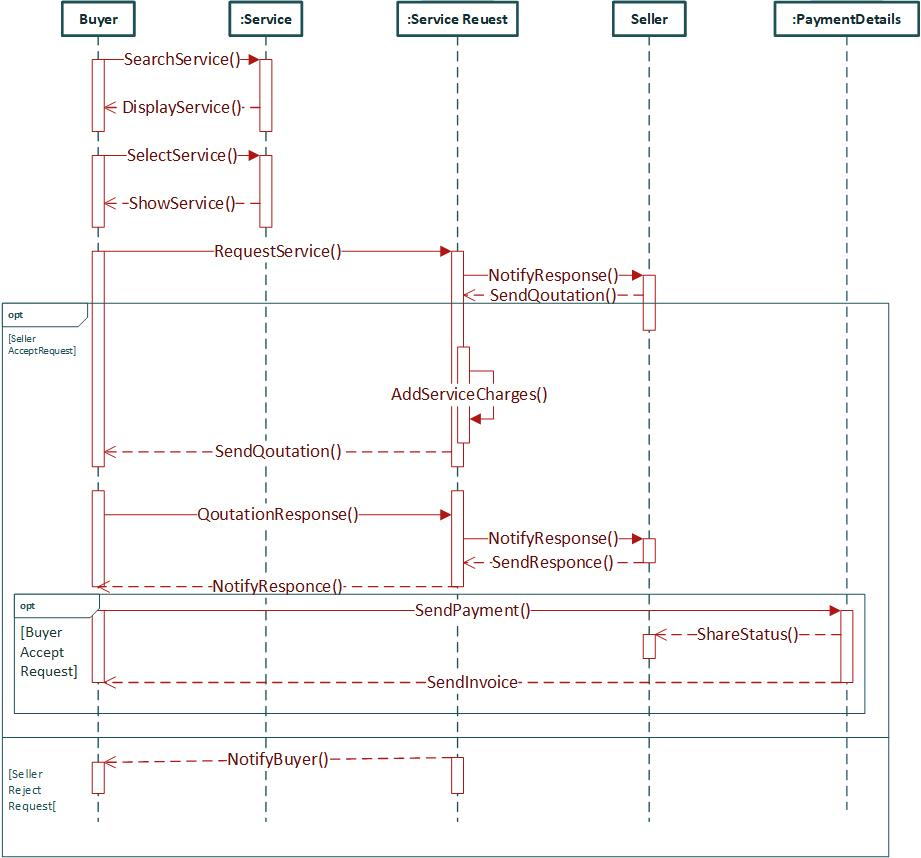 Buyer
:Service
:Service Reuest
Seller
:PaymentDetails
SearchService()
DisplayService()
SelectService()
ShowService()
RequestService()
NotifyResponse()
SendQoutation()
opt
[Seller
AcceptRequest]
AddServiceCharges()
SendQoutation()
QoutationResponse()
NotifyResponse()
SendResponce()
NotifyResponce()
opt
SendPayment()
[Buyer
Accept
Request]
ShareStatus()
SendInvoice
NotifyBuyer()
[Seller
Reject
Request[